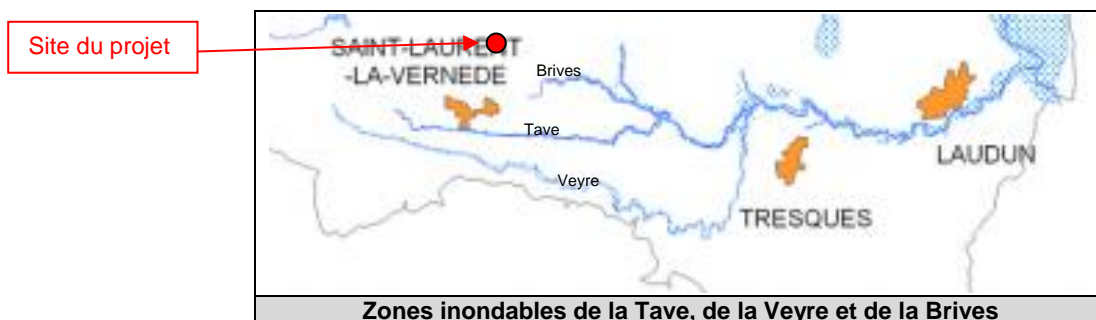 Site du projet
SAINT-LAURENT
-LA-VERNEDE
Brives
Tave
Veyre
LAUDUN
TRESQUES
Zones inondables de la Tave, de la Veyre et de la Brives